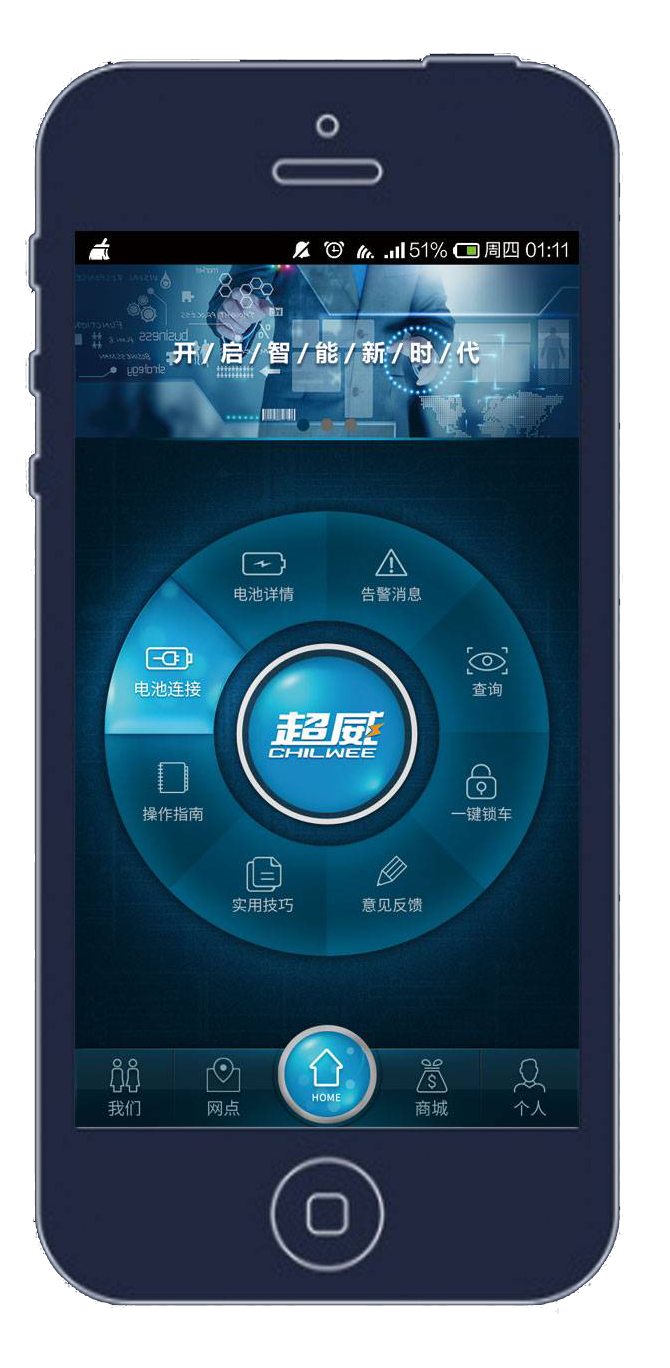 51% 周四 01:11
market
business
strategy
开/启/智/能/新/时/代
电池详情
告警消息
电池连接
查询
超威
CHILWEE
操作指南
一键锁车
实用技巧
意见反馈
HOME
我们
网点
商城
个人